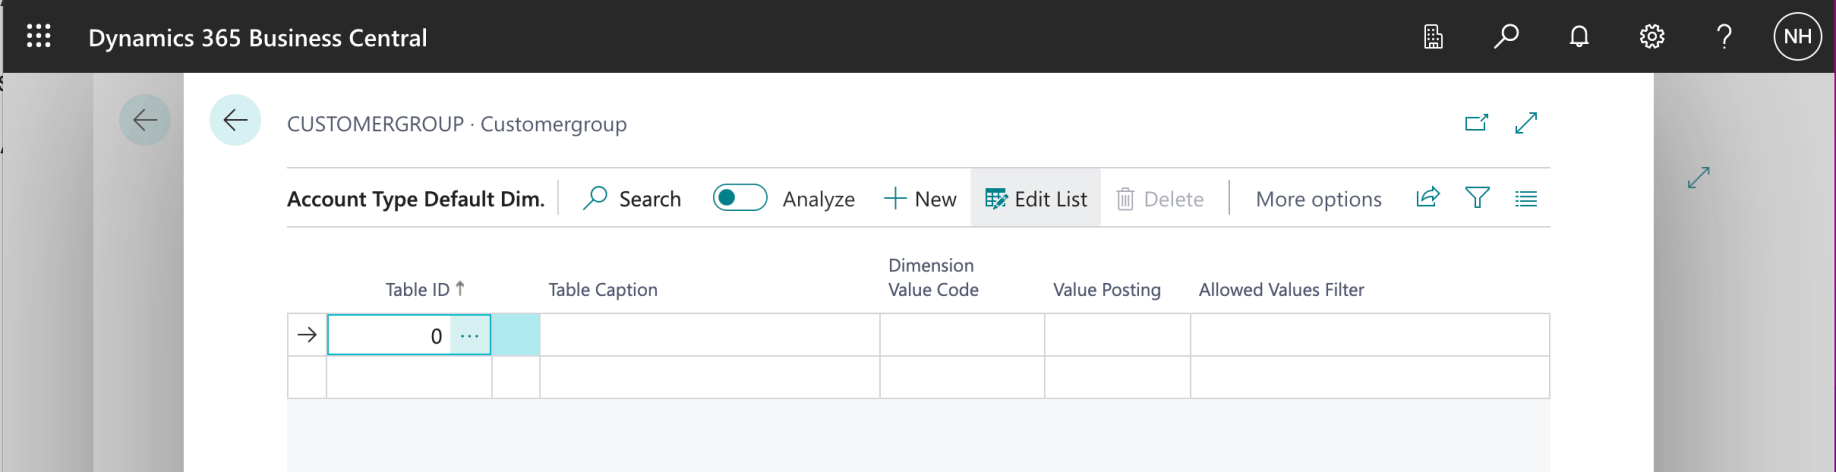 Dynamics 365 Business Central
NH
CUSTOMERGROUP · Customergroup
Account Type Default Dim.
Search
Analyze
New
Edit List
Delete
More options
Table ID ↑
Table Caption
Dimension
Value Code
Value Posting
Allowed Values Filter
0